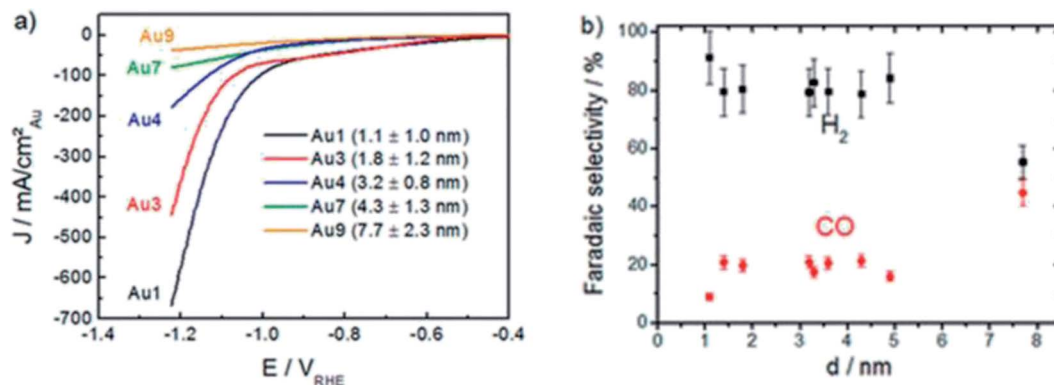 a)
0
-100
-200
-300
-400
-500
-600
-700
J / mA/cm²Au
Au9
Au7
Au4
Au3
Au1
Au1 (1.1 ± 1.0 nm)
Au3 (1.8 ± 1.2 nm)
Au4 (3.2 ± 0.8 nm)
Au7 (4.3 ± 1.3 nm)
Au9 (7.7 ± 2.3 nm)
-1.4 -1.2 -1.0 -0.8 -0.6 -0.4
E / VRHE
b)
100
80
60
40
20
0
Faradaic selectivity / %
H2
CO
0 1 2 3 4 5 6 7 8
d / nm